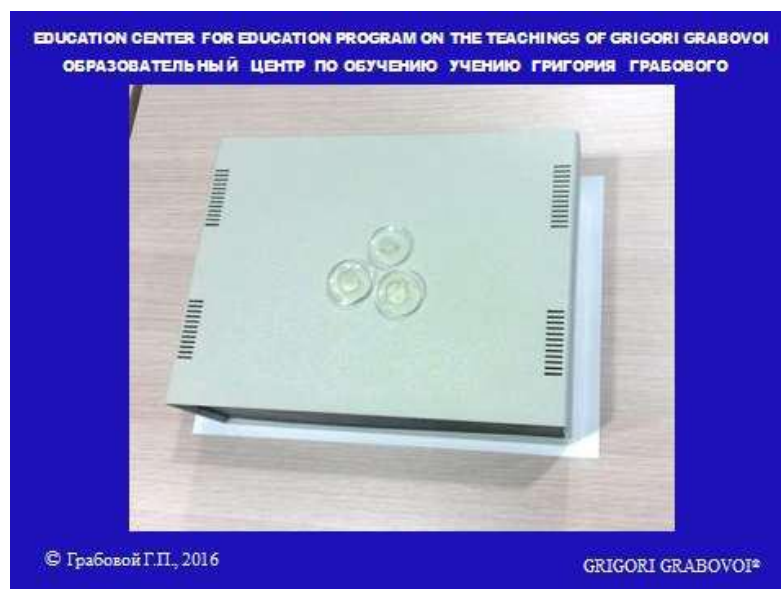 EDUCATION CENTER FOR EDUCATION PROGRAM ON THE TEACHINGS OF GRIGORI GRABOVOI
ОБРАЗОВАТЕЛЬНЫЙ ЦЕНТР ПО ОБУЧЕНИЮ УЧЕНИЮ ГРИГОРИЯ ГРАБОВОГО
© Грабовой Г.П., 2016
GRIGORI GRABOVOI®